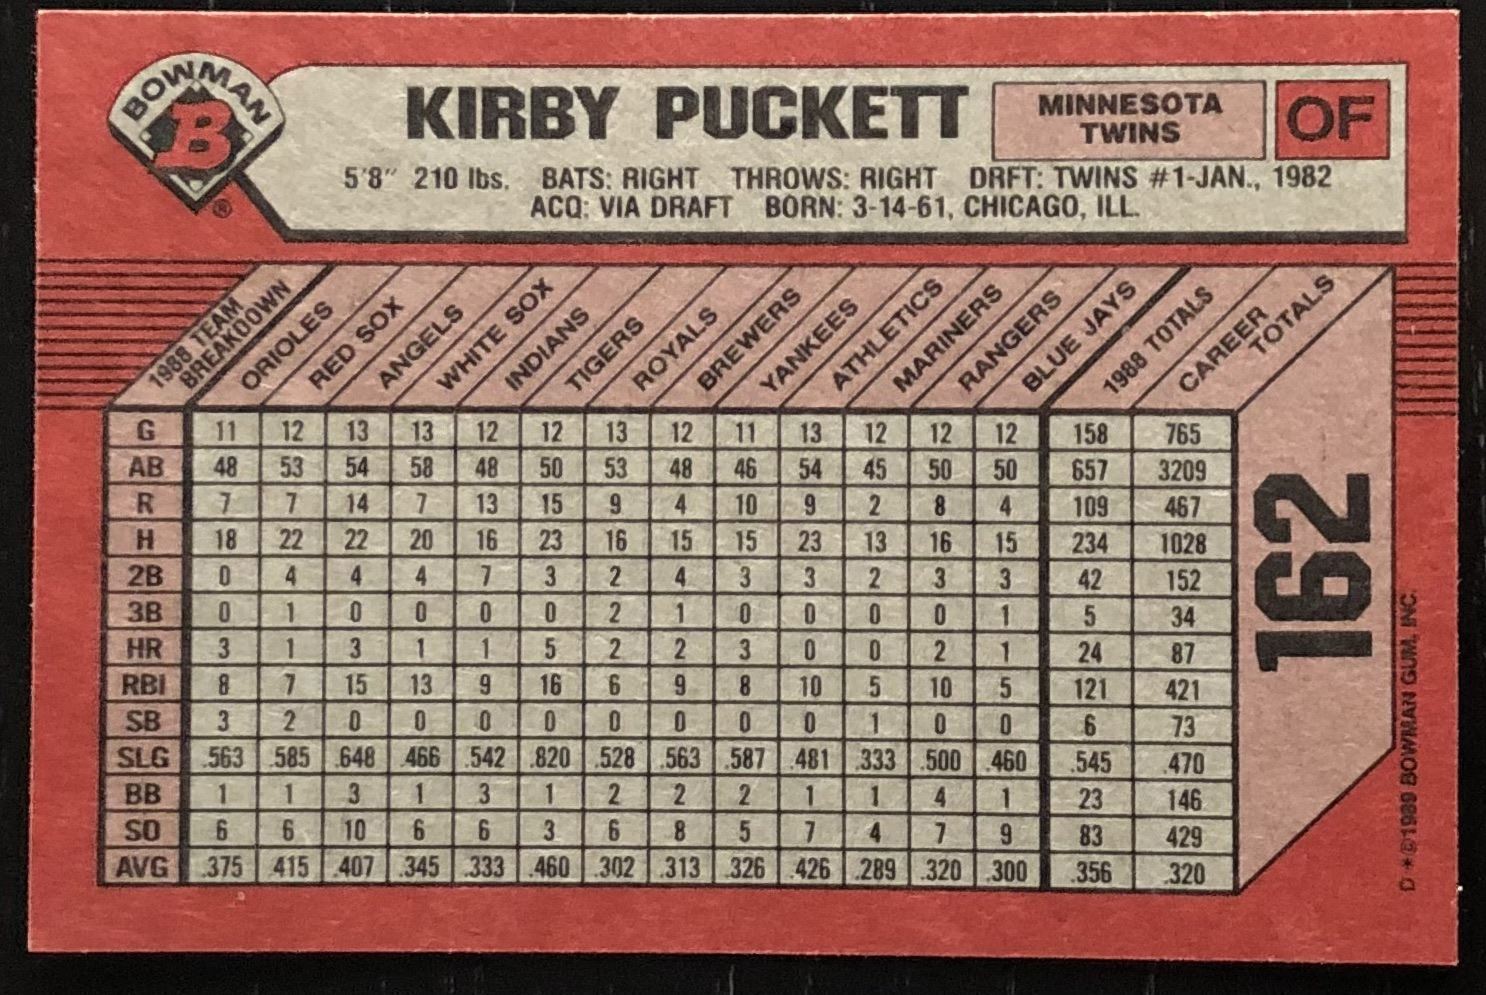 BOWMAN
B
®
KIRBY PUCKETT
MINNESOTA
TWINS
OF
5'8" 210 lbs. BATS: RIGHT THROWS: RIGHT DRFT: TWINS #1-JAN., 1982
ACQ: VIA DRAFT BORN: 3-14-61, CHICAGO, ILL.
1988 TEAM BREAKDOWN ORIOLES RED SOX ANGELS WHITE SOX INDIANS TIGERS ROYALS BREWERS YANKEES ATHLETICS MARINERS RANGERS BLUE JAYS 1988 TOTALS CAREER TOTALS
G 11 12 13 13 12 12 13 12 11 13 12 12 12 158 765
AB 48 53 54 58 48 50 53 48 46 54 45 50 50 657 3209
R 7 7 14 7 13 15 9 4 10 9 2 8 4 109 467
H 18 22 22 20 16 23 16 15 15 23 13 16 15 234 1028
2B 0 4 4 4 7 3 2 4 3 3 2 3 3 42 152
3B 0 1 0 0 0 0 2 1 0 0 0 0 1 5 34
HR 3 1 3 1 1 5 2 2 3 0 0 2 1 24 87
RBI 8 7 15 13 9 16 6 9 8 10 5 10 5 121 421
SB 3 2 0 0 0 0 0 0 0 0 1 0 0 6 73
SLG .563 .585 .648 .466 .542 .820 .528 .563 .587 .481 .333 .500 .460 .545 .470
BB 1 1 3 1 3 1 2 2 2 1 1 4 1 23 146
SO 6 6 10 6 6 3 6 8 5 7 4 7 9 83 429
AVG .375 .415 .407 .345 .333 .460 .302 .313 .326 .426 .289 .320 .300 .356 .320
162
D * © 1989 BOWMAN GUM, INC.